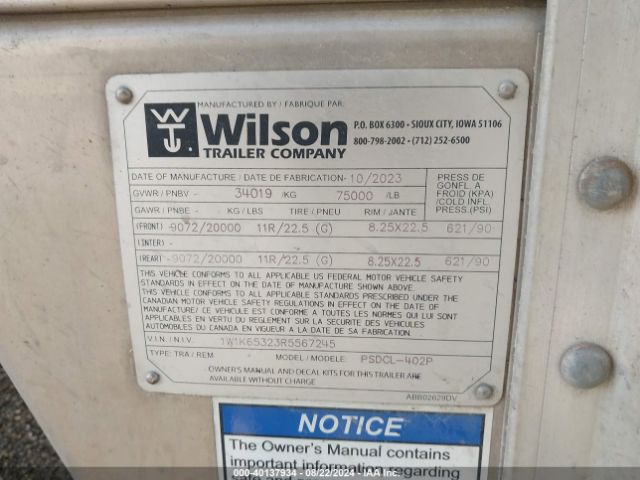 MANUFACTURED BY / FABRIQUE PAR:
WT Wilson
TRAILER COMPANY
P.O. BOX 6300 - SIOUX CITY, IOWA 51106
800-798-2002 - (712) 252-6500
DATE OF MANUFACTURE / DATE DE FABRICATION- 10/2023
GVWR / PNBV - 34019 /KG 75000 /LB
PRESS DE
GONFL. A
FROID (KPA)
/COLD INFL.
PRESS.(PSI)
GAWR / PNBE - KG / LBS TIRE / PNEU RIM / JANTE
(FRONT) -9072/20000 11R/22.5 (G) 8.25X22.5 621/90
(INTER) -
(REAR) -9072/20000 11R/22.5 (G) 8.25X22.5 621/90
THIS VEHICLE CONFORMS TO ALL APPLICABLE US FEDERAL MOTOR VEHICLE SAFETY
STANDARDS IN EFFECT ON THE DATE OF MANUFACTURE SHOWN ABOVE.
THIS VEHICLE CONFORMS TO ALL APPLICABLE STANDARDS PRESCRIBED UNDER THE
CANADIAN MOTOR VEHICLE SAFETY REGULATIONS IN EFFECT ON THE DATE OF
MANUFACTURE / CE VEHICULE EST CONFORME A TOUTES LES NORMES QUI LUI SONT
APPLICABLES EN VERTU DU REGLEMENT SUR LA SECURITE DES VEHICULES
AUTOMOBILES DU CANADA EN VIGUEUR A LA DATE DE SA FABRICATION
V.I.N. / N.I.V. 1W1K65323R5567245
TYPE: TRA / REM MODEL / MODELE: PSDCL-402P
OWNER'S MANUAL AND DECAL KITS FOR THIS TRAILER ARE
AVAILABLE WITHOUT CHARGE
ABB02629DV
NOTICE
The Owner's Manual contains
important information regarding
40137934 - 08/22/2024 - IAAI Inc.